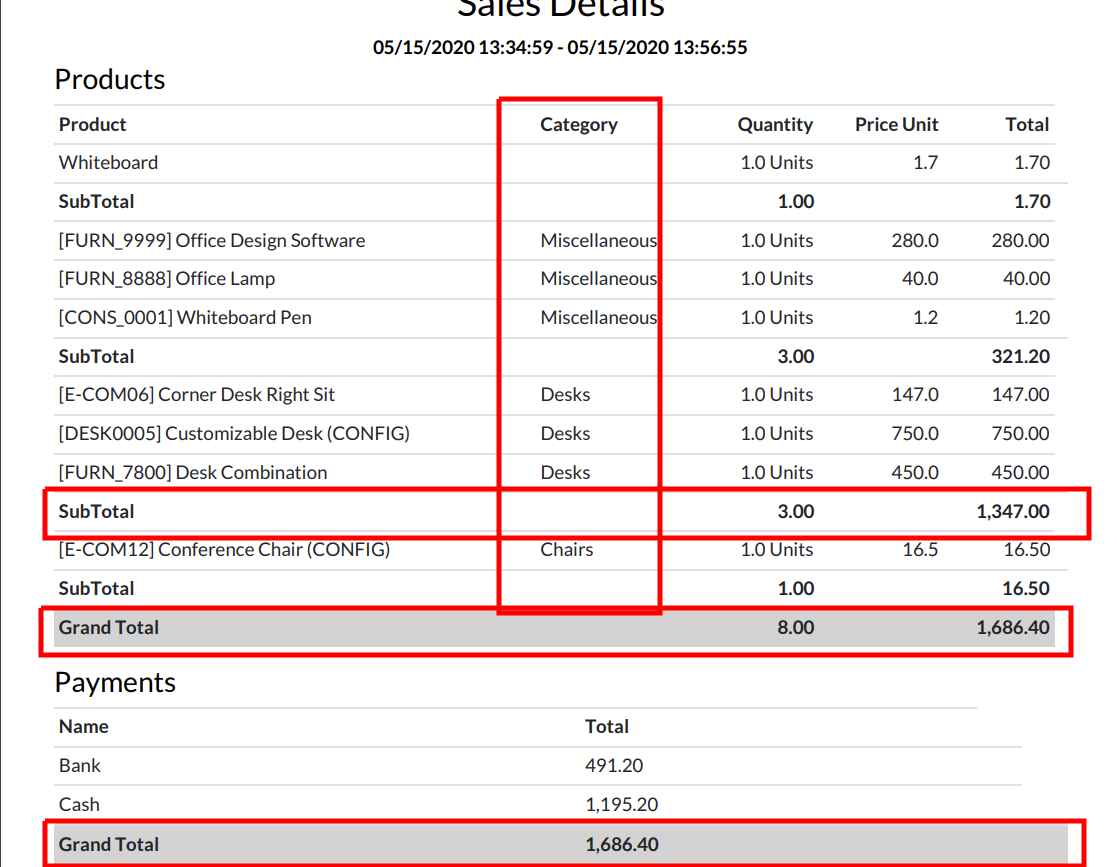 Sales Details
05/15/2020 13:34:59 - 05/15/2020 13:56:55
Products
Product Category Quantity Price Unit Total
Whiteboard 1.0 Units 1.7 1.70
SubTotal 1.00 1.70
[FURN_9999] Office Design Software Miscellaneous 1.0 Units 280.0 280.00
[FURN_8888] Office Lamp Miscellaneous 1.0 Units 40.0 40.00
[CONS_0001] Whiteboard Pen Miscellaneous 1.0 Units 1.2 1.20
SubTotal 3.00 321.20
[E-COM06] Corner Desk Right Sit Desks 1.0 Units 147.0 147.00
[DESK0005] Customizable Desk (CONFIG) Desks 1.0 Units 750.0 750.00
[FURN_7800] Desk Combination Desks 1.0 Units 450.0 450.00
SubTotal 3.00 1,347.00
[E-COM12] Conference Chair (CONFIG) Chairs 1.0 Units 16.5 16.50
SubTotal 1.00 16.50
Grand Total 8.00 1,686.40
Payments
Name Total
Bank 491.20
Cash 1,195.20
Grand Total 1,686.40